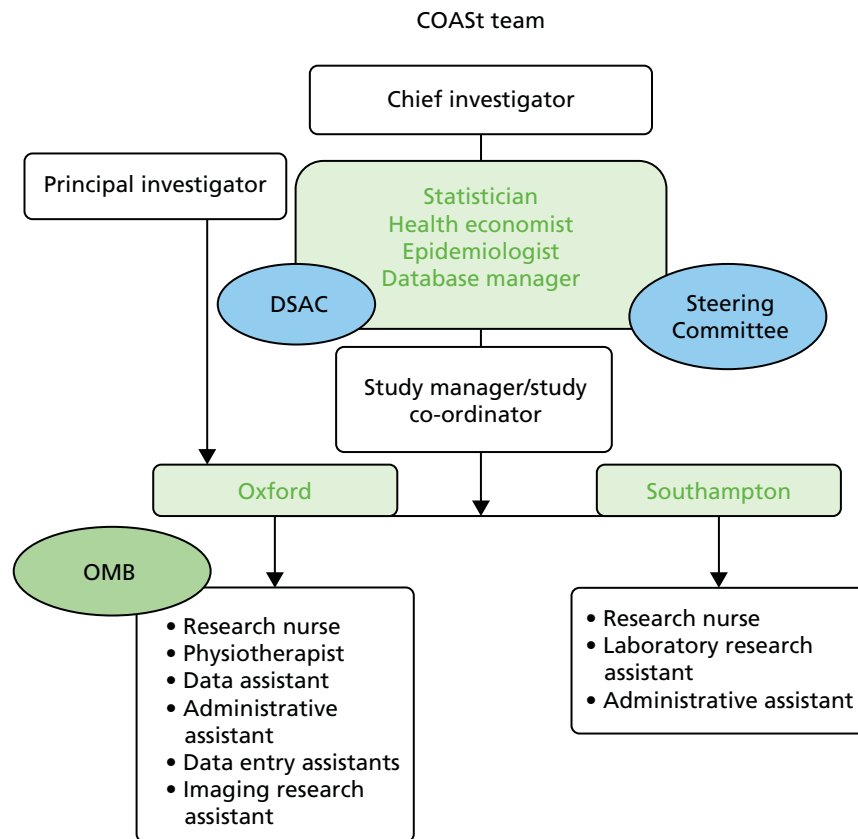 COASt team
Chief investigator
Principal investigator
Statistician
Health economist
Epidemiologist
Database manager
DSAC
Steering
Committee
Study manager/study
co-ordinator
Oxford
Southampton
OMB
• Research nurse
• Physiotherapist
• Data assistant
• Administrative
assistant
• Data entry assistants
• Imaging research
assistant
• Research nurse
• Laboratory research
assistant
• Administrative assistant